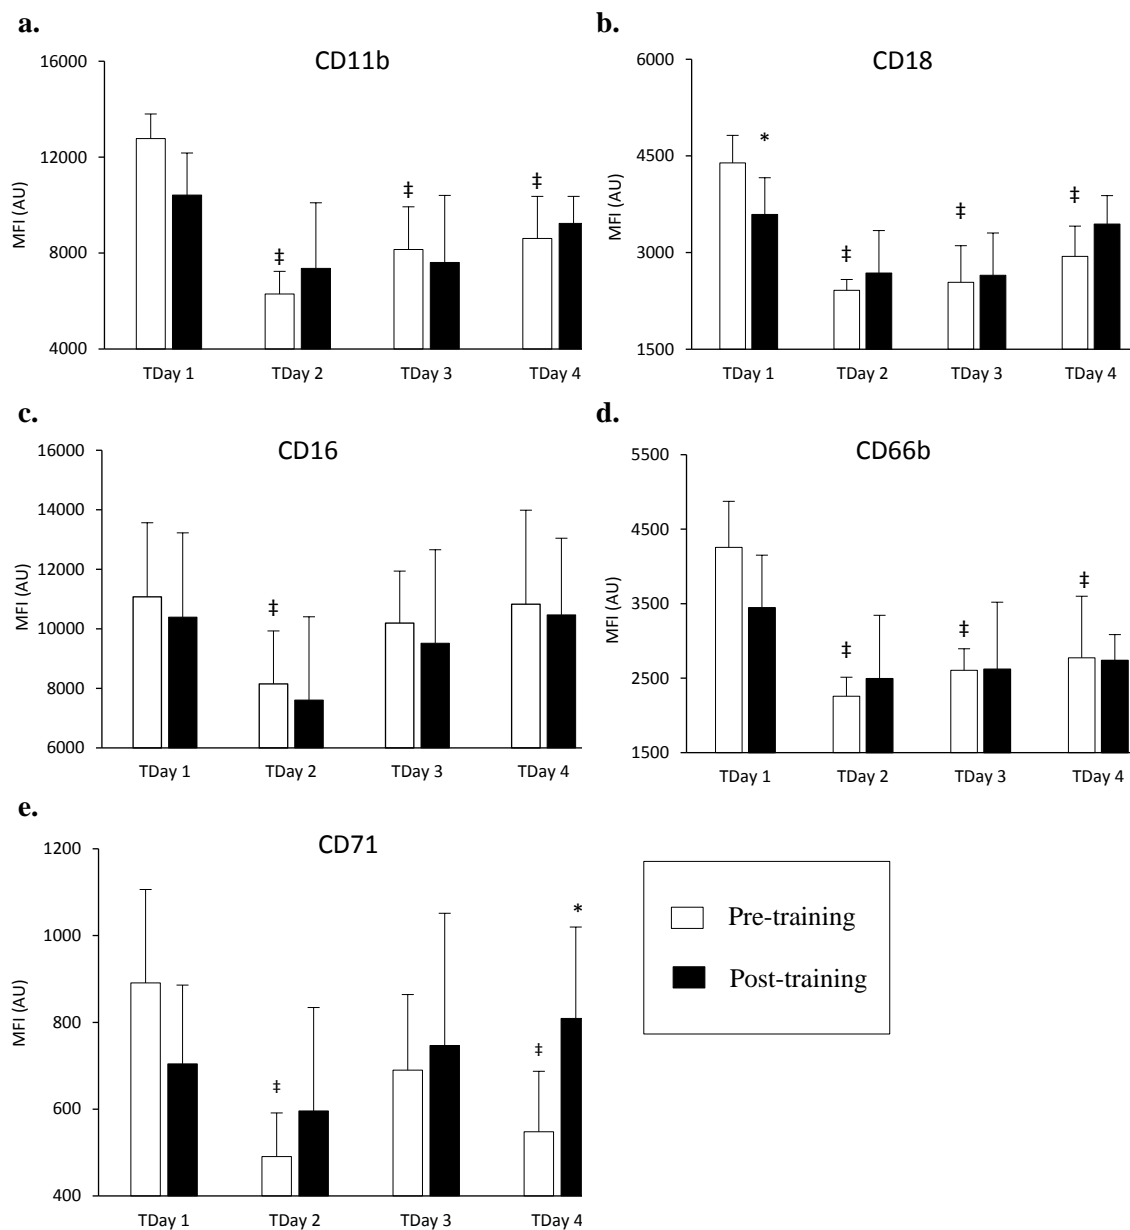 a.
CD11b
16000
12000
8000
4000
MFI (AU)
‡
‡
‡
TDay 1 TDay 2 TDay 3 TDay 4
b.
CD18
6000
4500
3000
1500
MFI (AU)
*
‡
‡
‡
TDay 1 TDay 2 TDay 3 TDay 4
c.
CD16
16000
14000
12000
10000
8000
6000
MFI (AU)
‡
TDay 1 TDay 2 TDay 3 TDay 4
d.
CD66b
5500
4500
3500
2500
1500
MFI (AU)
‡
‡
‡
TDay 1 TDay 2 TDay 3 TDay 4
e.
CD71
1200
1000
800
600
400
MFI (AU)
‡
‡
*
TDay 1 TDay 2 TDay 3 TDay 4
Pre-training
Post-training